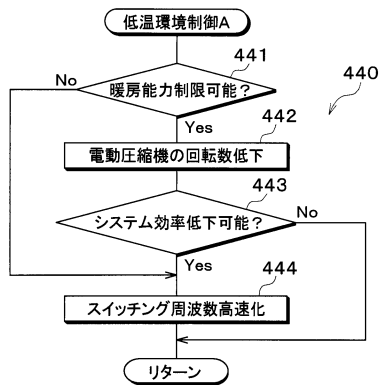 低温環境制御A
441
No
暖房能力制限可能？
440
Yes
442
電動圧縮機の回転数低下
443
システム効率低下可能？
No
Yes
444
スイッチング周波数高速化
リターン